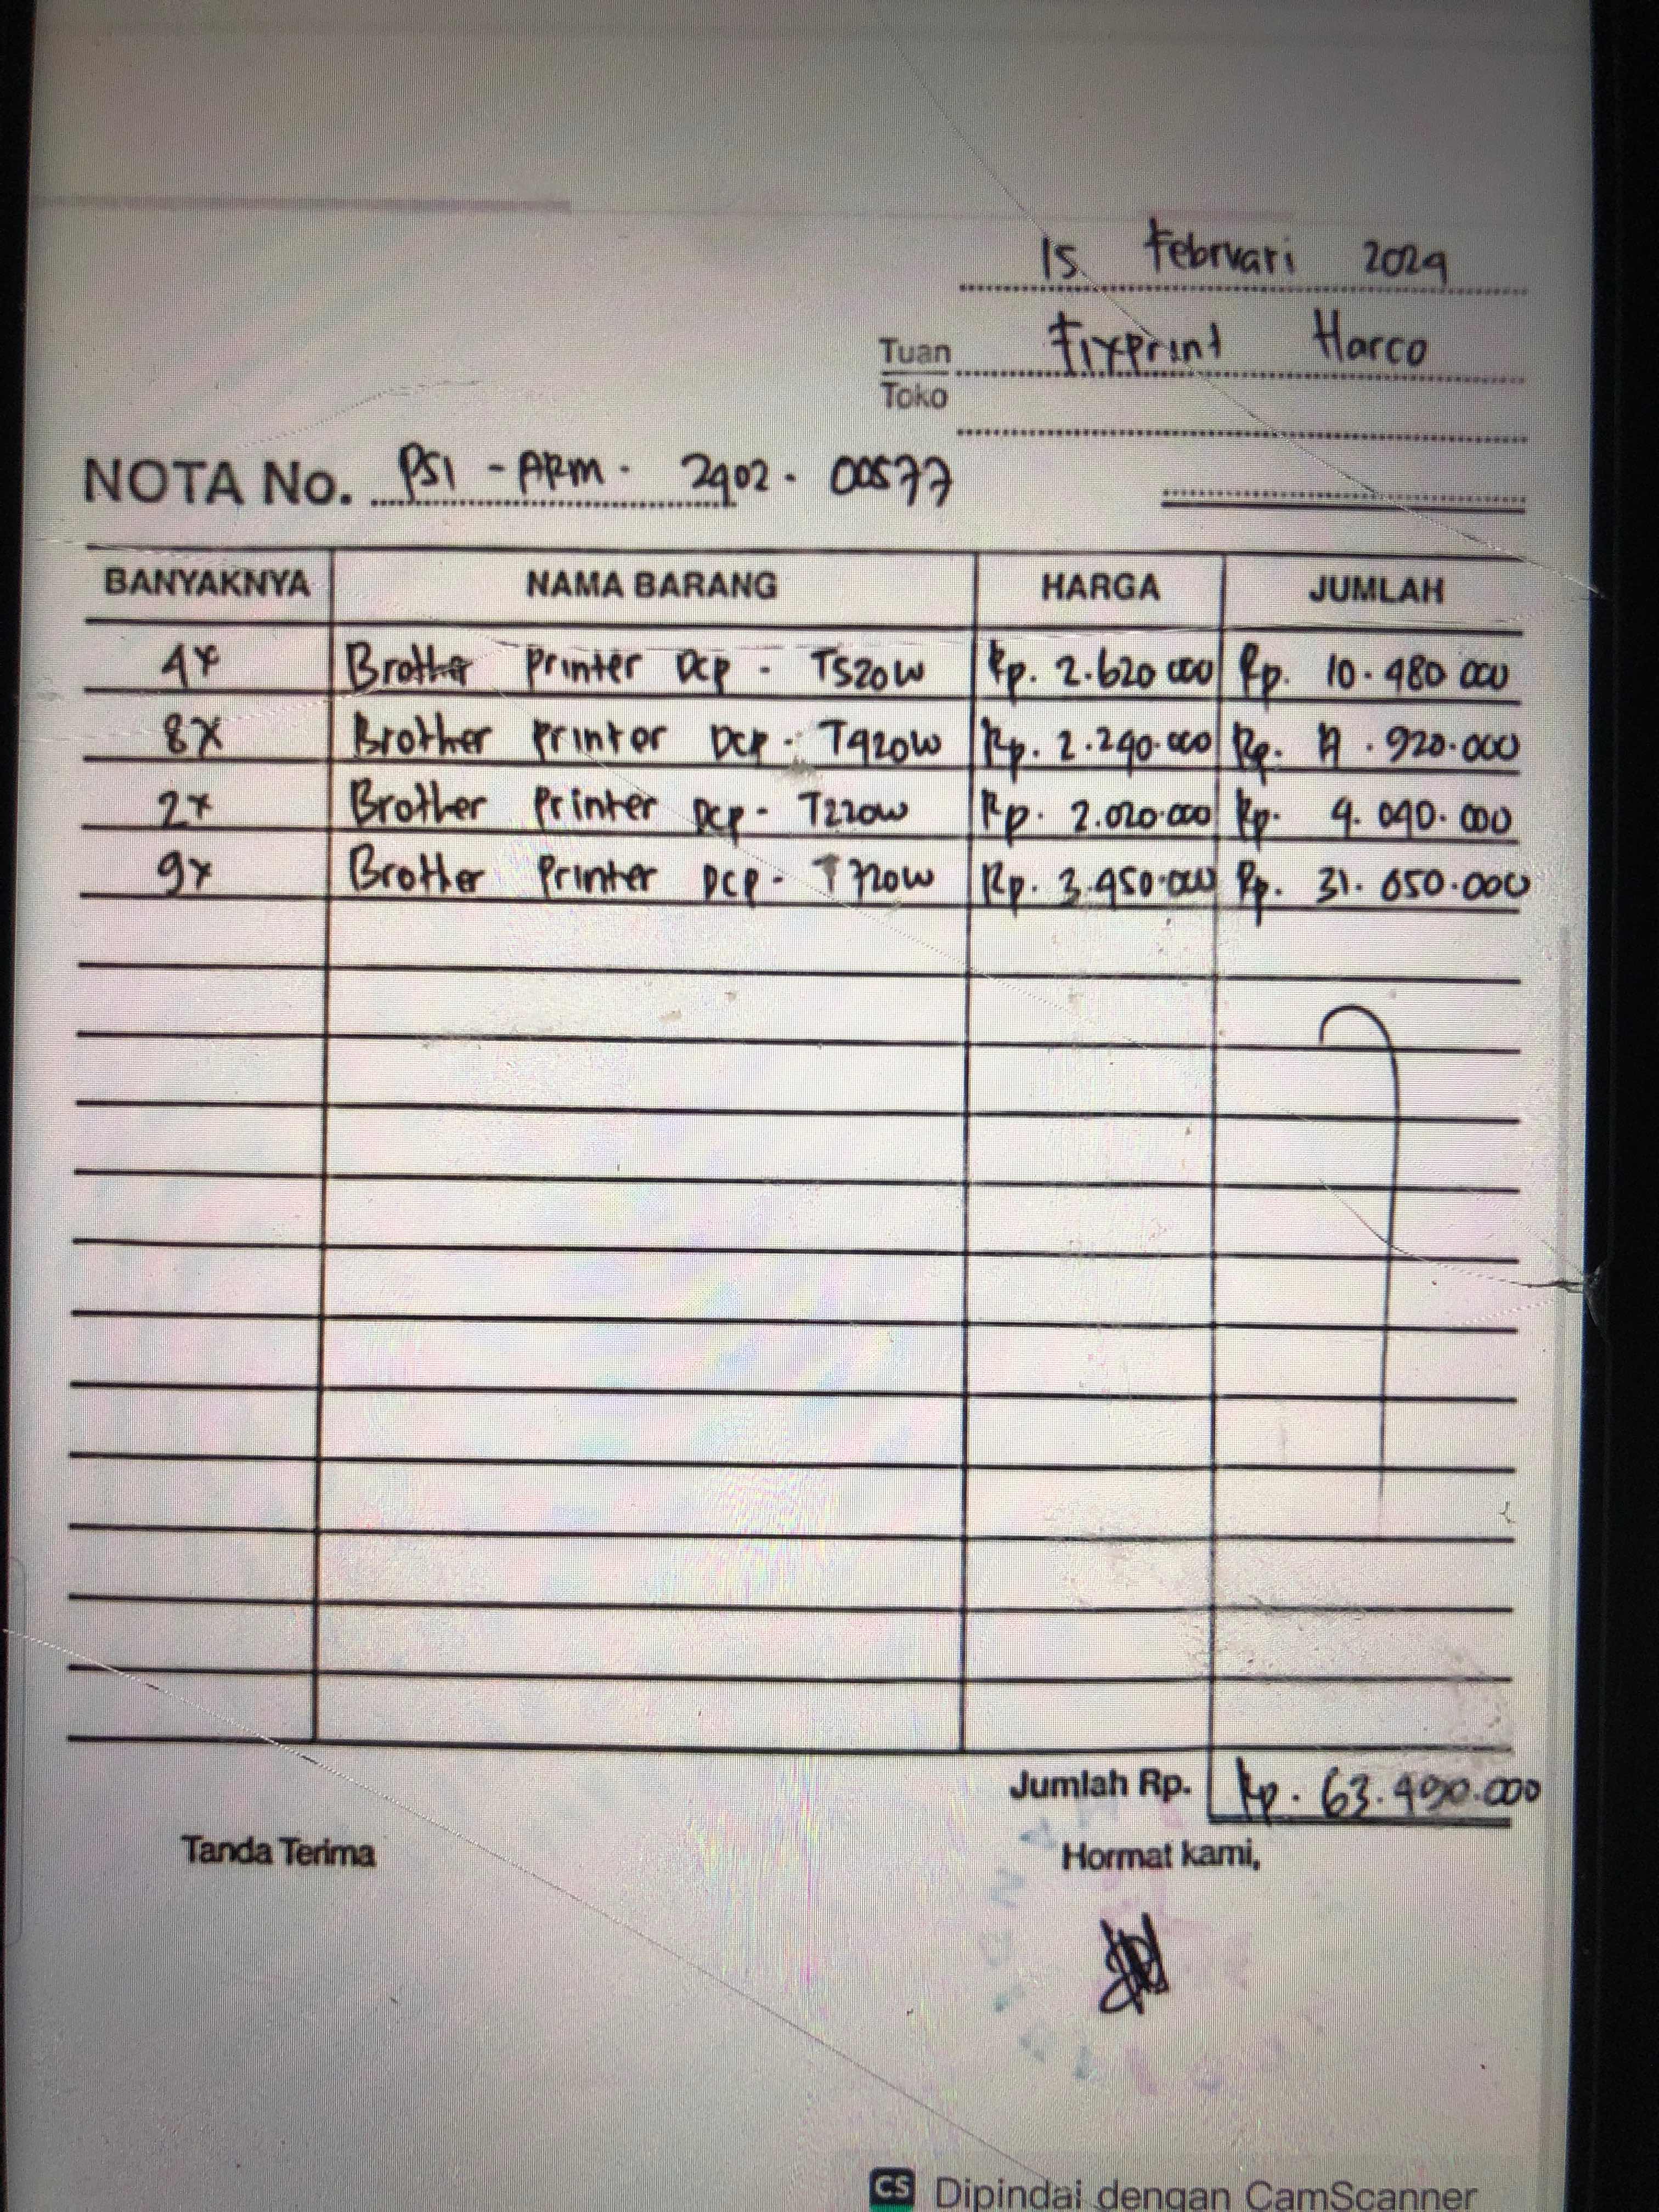 15 Februari 2024
Tuan Fixprint Harco
Toko
NOTA No. PSI - ARM - 2402 - 00577
BANYAKNYA NAMA BARANG HARGA JUMLAH
4x Brother Printer DCP - T520W Rp. 2.620 000 Rp. 10.480 000
8x Brother Printer DCP - T420W Rp. 2.240.000 Rp. 17.920.000
2x Brother Printer DCP - T220W Rp. 2.020.000 Rp. 4.040.000
9x Brother Printer DCP - T720W Rp. 3.450.000 Rp. 31.050.000
Jumlah Rp. Rp. 63.490.000
Tanda Terima Hormat kami,
CS Dipindai dengan CamScanner